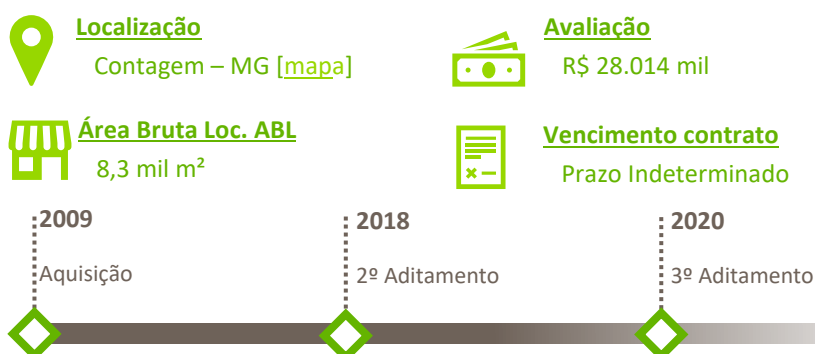 Localização
Contagem – MG [mapa]
Avaliação
R$ 28.014 mil
Área Bruta Loc. ABL
8,3 mil m²
Vencimento contrato
Prazo Indeterminado
2009
Aquisição
2018
2º Aditamento
2020
3º Aditamento